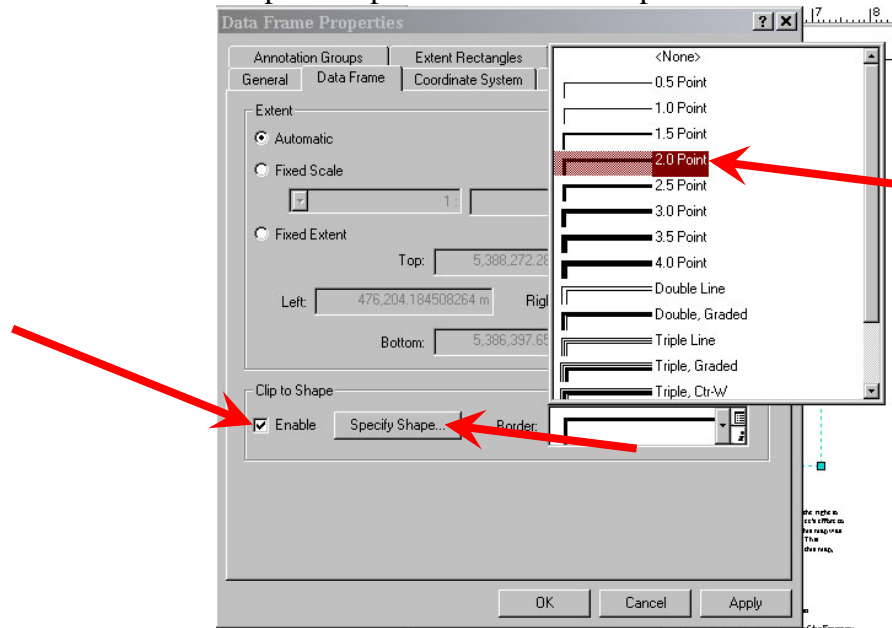 Data Frame Properties
7 8
Annotation Groups Extent Rectangles
General Data Frame Coordinate System
Extent
Automatic
Fixed Scale
1 :
Fixed Extent
Top: 5,388,272.28
Left: 476,204.184508264 m
Bottom: 5,386,397.65
<None>
0.5 Point
1.0 Point
1.5 Point
2.0 Point
2.5 Point
3.0 Point
3.5 Point
4.0 Point
Double Line
Double, Graded
Triple Line
Triple, Graded
Triple, Ctr-W
Clip to Shape
Enable Specify Shape... Border:
OK Cancel Apply